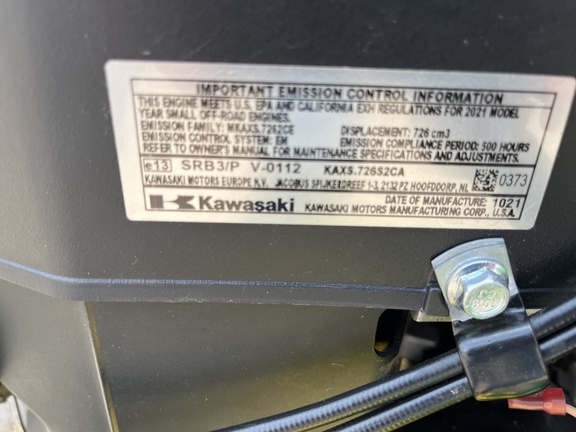 IMPORTANT EMISSION CONTROL INFORMATION
THIS ENGINE MEETS U.S. EPA AND CALIFORNIA EXH REGULATIONS FOR 2021 MODEL
YEAR SMALL OFF-ROAD ENGINES.
EMISSION FAMILY: MKAXS.7262CE DISPLACEMENT: 726 cm3
EMISSION CONTROL SYSTEM: EM EMISSION COMPLIANCE PERIOD: 500 HOURS
REFER TO OWNER'S MANUAL FOR MAINTENANCE SPECIFICATIONS AND ADJUSTMENTS.
e13 SRB3/P V-0112 KAXS.726S2CA
KAWASAKI MOTORS EUROPE N.V. JACOBUS SPIJKERDREEF 1-3, 2132 PZ HOOFDDORP, NL
0373
DATE OF MANUFACTURE: 1021
Kawasaki KAWASAKI MOTORS MANUFACTURING CORP., U.S.A.